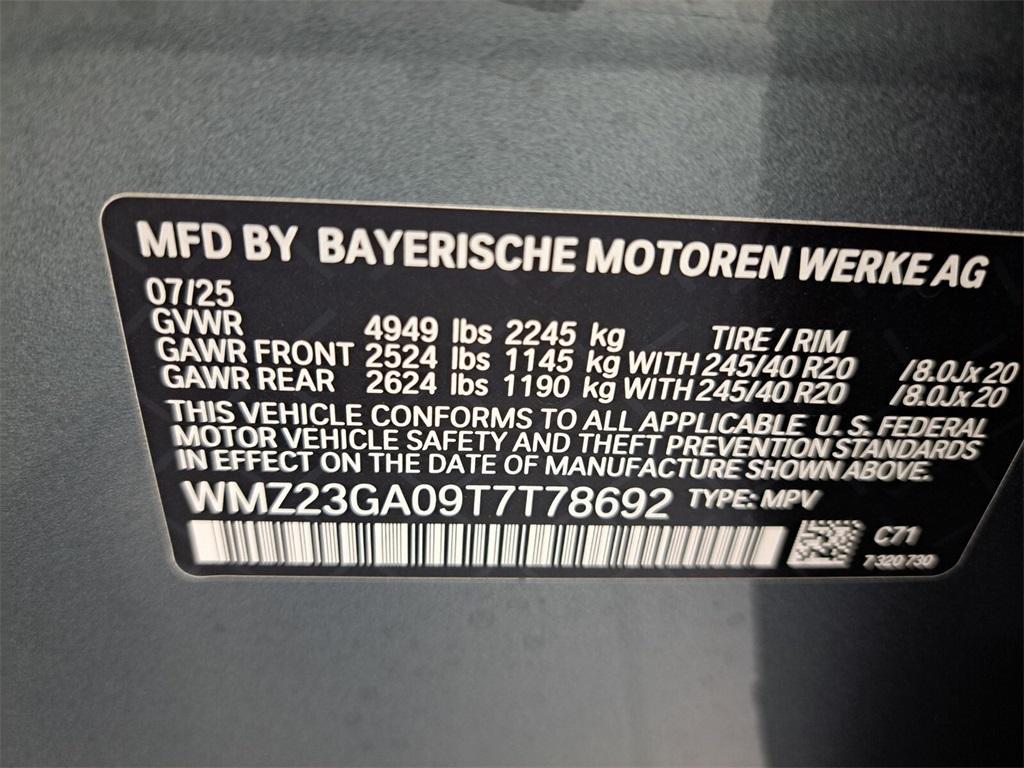 MFD BY BAYERISCHE MOTOREN WERKE AG
07/25
GVWR 4949 lbs 2245 kg TIRE / RIM
GAWR FRONT 2524 lbs 1145 kg WITH 245/40 R20 /8.0Jx20
GAWR REAR 2624 lbs 1190 kg WITH 245/40 R20 /8.0Jx20
THIS VEHICLE CONFORMS TO ALL APPLICABLE U.S. FEDERAL
MOTOR VEHICLE SAFETY AND THEFT PREVENTION STANDARDS
IN EFFECT ON THE DATE OF MANUFACTURE SHOWN ABOVE.
WMZ23GA09T7T78692 TYPE: MPV
C71
7 320 730